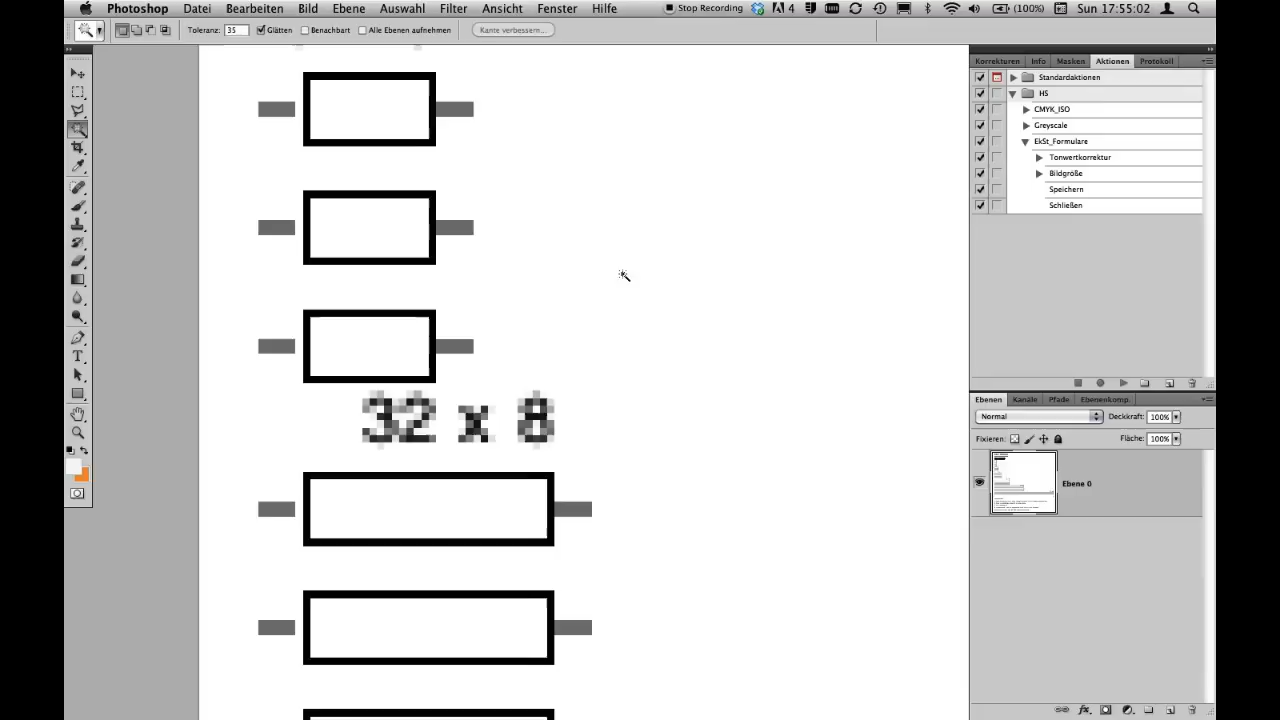 Photoshop Datei Bearbeiten Bild Ebene Auswahl Filter Ansicht Fenster Hilfe Stop Recording 4 (100%) Sun 17:55:02
Toleranz: 35 Glätten Benachbart Alle Ebenen aufnehmen Kante verbessern...
Korrekturen Info Masken Aktionen Protokoll
Standardaktionen
HS
CMYK_ISO
Greyscale
EkSt_Formulare
Tonwertkorrektur
Bildgröße
Speichern
Schließen
32 x 8
Ebenen Kanäle Pfade Ebenenkomp.
Normal Deckkraft: 100%
Fixieren: Fläche: 100%
Ebene 0
fx